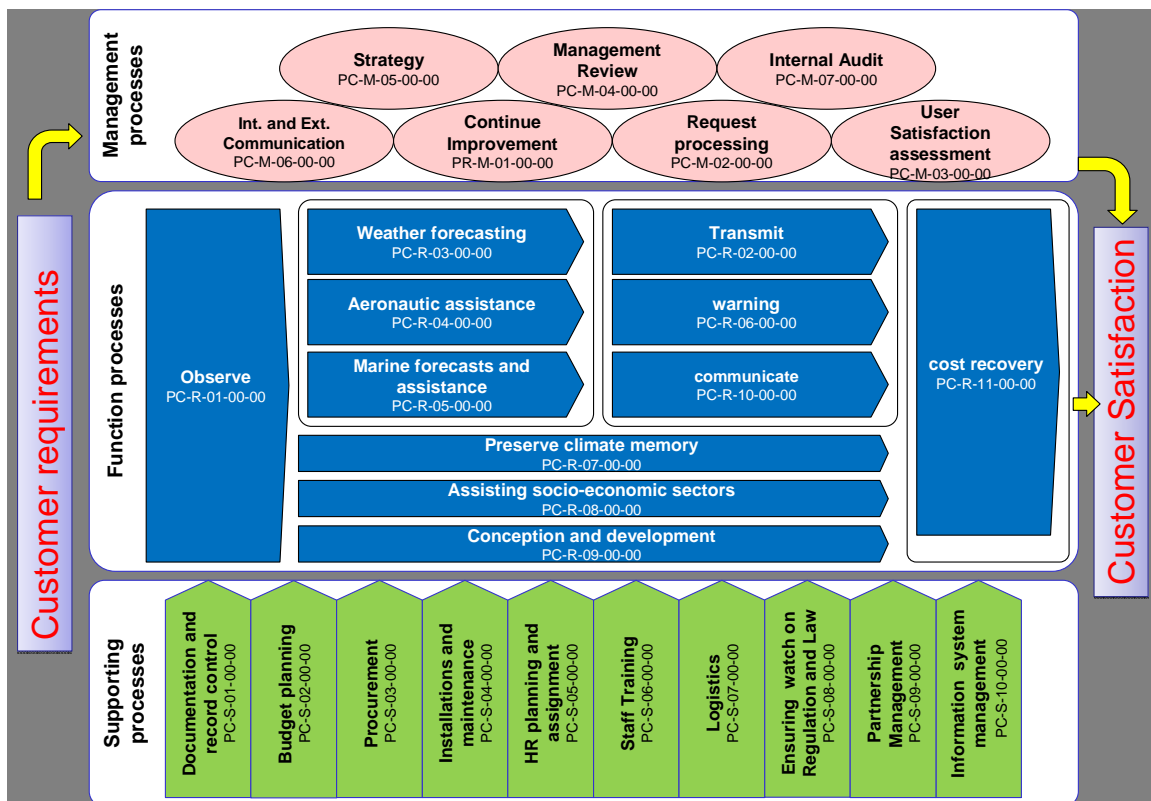 Customer requirements
Management
processes
Strategy
PC-M-05-00-00
Management
Review
PC-M-04-00-00
Internal Audit
PC-M-07-00-00
Int. and Ext.
Communication
PC-M-06-00-00
Continue
Improvement
PR-M-01-00-00
Request
processing
PC-M-02-00-00
User
Satisfaction
assessment
PC-M-03-00-00
Function processes
Observe
PC-R-01-00-00
Weather forecasting
PC-R-03-00-00
Aeronautic assistance
PC-R-04-00-00
Marine forecasts and
assistance
PC-R-05-00-00
Transmit
PC-R-02-00-00
warning
PC-R-06-00-00
communicate
PC-R-10-00-00
Preserve climate memory
PC-R-07-00-00
Assisting socio-economic sectors
PC-R-08-00-00
Conception and development
PC-R-09-00-00
cost recovery
PC-R-11-00-00
Supporting
processes
Documentation and
record control
PC-S-01-00-00
Budget planning
PC-S-02-00-00
Procurement
PC-S-03-00-00
Installations and
maintenance
PC-S-04-00-00
HR planning and
assignment
PC-S-05-00-00
Staff Training
PC-S-06-00-00
Logistics
PC-S-07-00-00
Ensuring watch on
Regulation and Law
PC-S-08-00-00
Partnership
Management
PC-S-09-00-00
Information system
management
PC-S-10-000-00
Customer Satisfaction